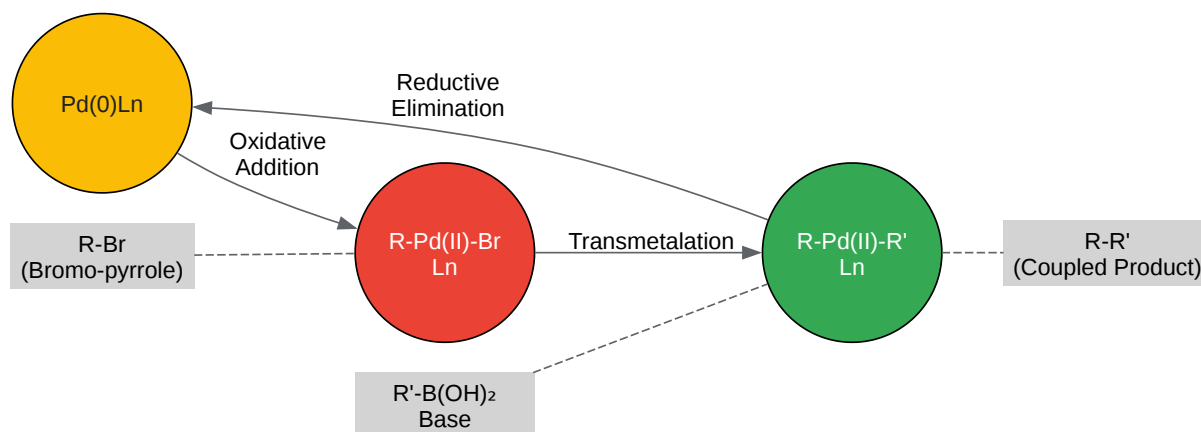 Pd(0)Ln
Reductive
Elimination
Oxidative
Addition
R-Br
(Bromo-pyrrole)
R-Pd(II)-Br
Ln
Transmetalation
R-Pd(II)-R'
Ln
R-R'
(Coupled Product)
R'-B(OH)₂
Base